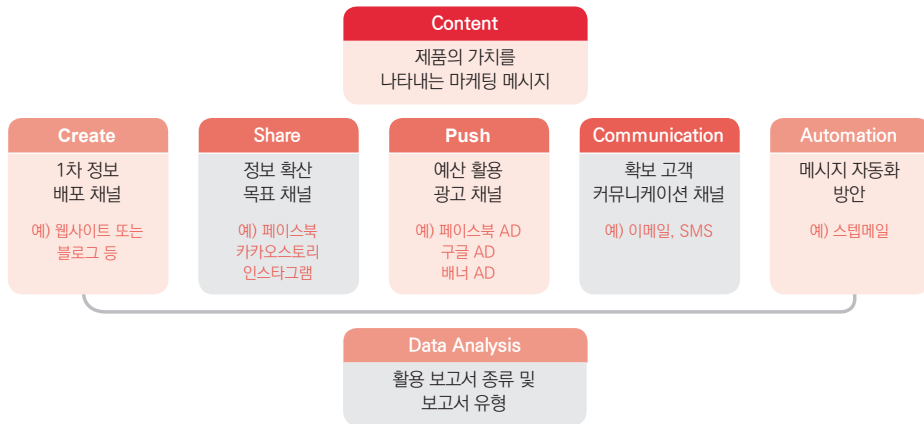 Content
제품의 가치를
나타내는 마케팅 메시지
Create
1차 정보
배포 채널
예) 웹사이트 또는
블로그 등
Share
정보 확산
목표 채널
예) 페이스북
카카오스토리
인스타그램
Push
예산 활용
광고 채널
예) 페이스북 AD
구글 AD
배너 AD
Communication
확보 고객
커뮤니케이션 채널
예) 이메일, SMS
Automation
메시지 자동화
방안
예) 스텝메일
Data Analysis
활용 보고서 종류 및
보고서 유형